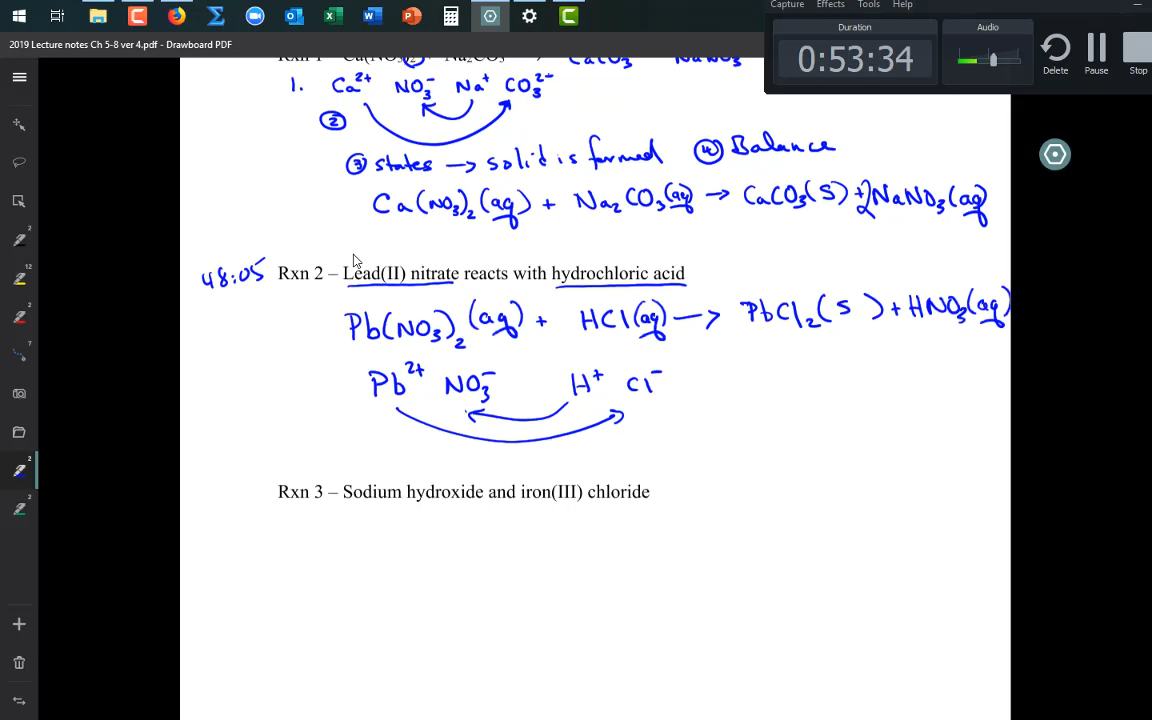 Capture Effects Tools Help
2019 Lecture notes Ch 5-8 ver 4.pdf - Drawboard PDF
Duration
Audio
0:53:34
Delete Pause Stop
CaCO3 NaNO3
1. Ca²⁺ NO₃⁻ Na⁺ CO₃²⁻
②
③ states → solid is formed ④ Balance
Ca(NO₃)₂(aq) + Na₂CO₃(aq) → CaCO₃(S) + 2NaNO₃(aq)
48:05 Rxn 2 – Lead(II) nitrate reacts with hydrochloric acid
Pb(NO₃)₂(aq) + HCl(aq) → PbCl₂(S) + HNO₃(aq)
Pb²⁺ NO₃⁻ H⁺ Cl⁻
Rxn 3 – Sodium hydroxide and iron(III) chloride